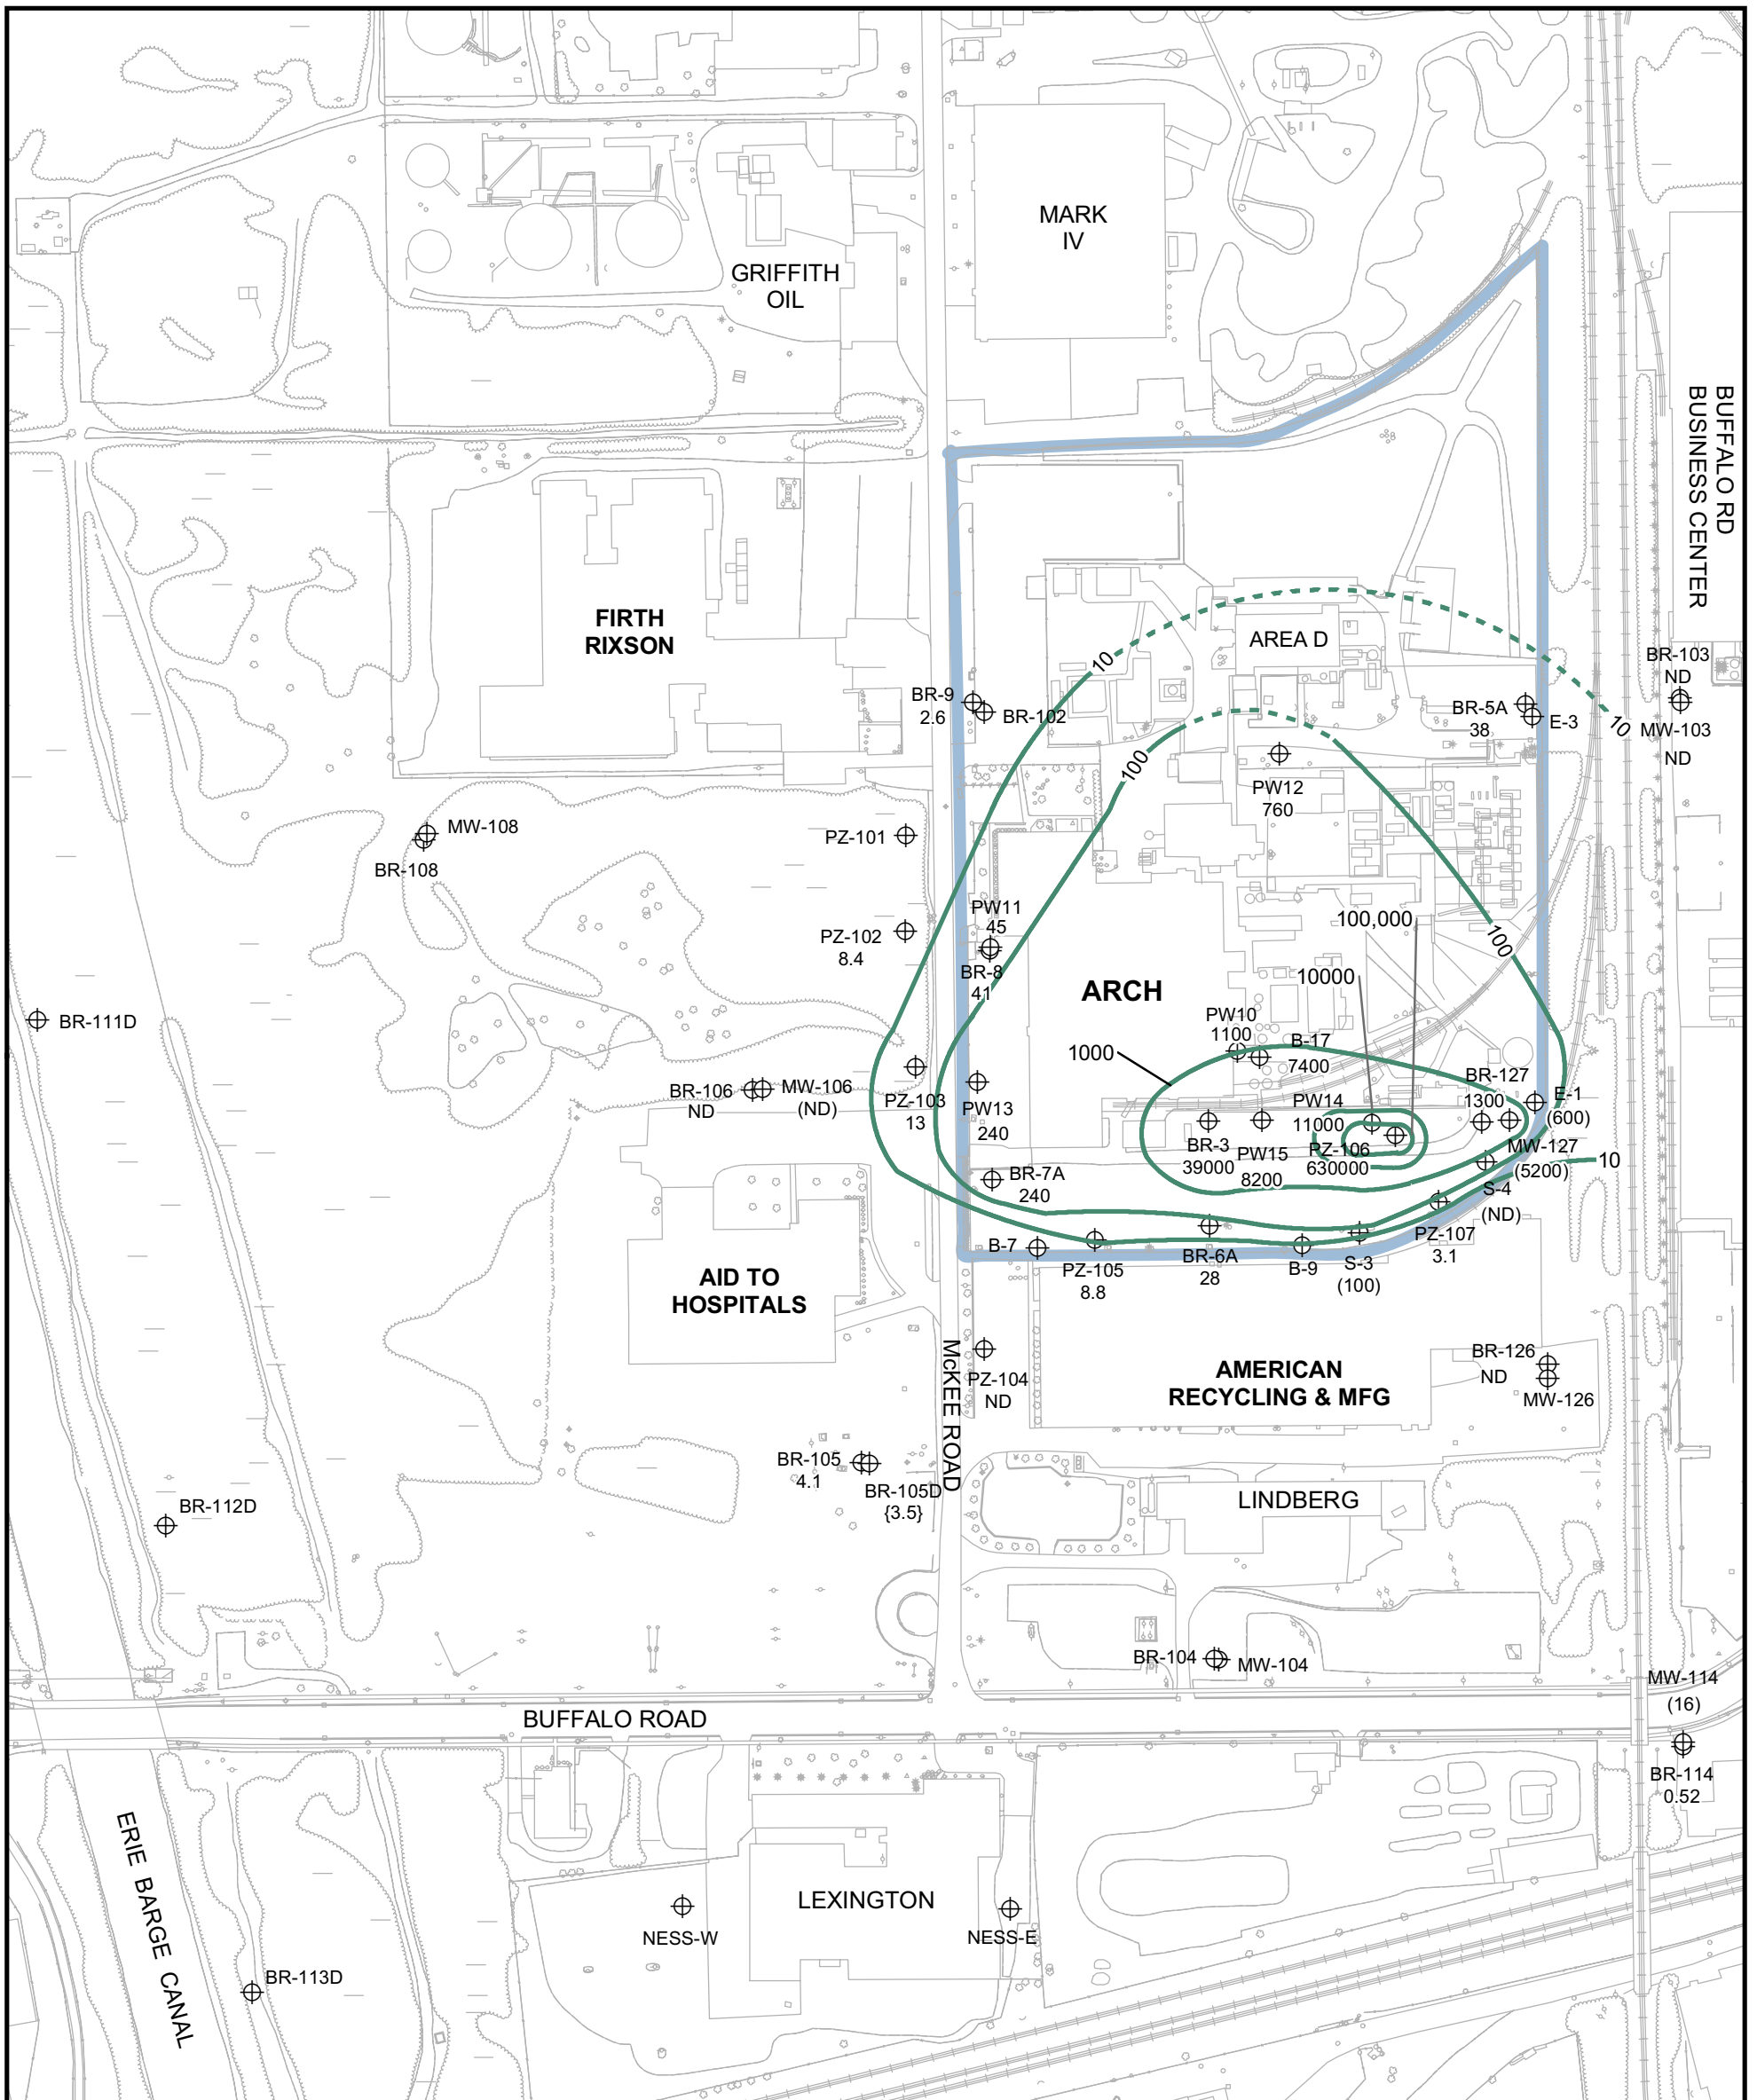 MARK
IV
GRIFFITH
OIL
BUFFALO RD
BUSINESS CENTER
FIRTH
RIXSON
AREA D
10
BR-103
ND
BR-9
2.6
BR-102
BR-5A
38
E-3
10
MW-103
ND
100
PW12
760
MW-108
BR-108
PZ-101
PW11
45
100,000
100
PZ-102
8.4
BR-8
41
ARCH
10000
BR-111D
PW10
1100
B-17
7400
1000
BR-106
ND
MW-106
(ND)
PZ-103
13
PW13
240
BR-127
1300
E-1
(600)
PW14
11000
BR-3
39000
PW15
8200
PZ-106
630000
MW-127
(5200)
10
BR-7A
240
S-4
(ND)
PZ-107
3.1
B-7
PZ-105
8.8
BR-6A
28
B-9
S-3
(100)
AID TO
HOSPITALS
McKEE ROAD
PZ-104
ND
AMERICAN
RECYCLING & MFG
BR-126
ND
MW-126
BR-105
4.1
BR-105D
{3.5}
LINDBERG
BR-112D
BR-104
MW-104
MW-114
(16)
BUFFALO ROAD
BR-114
0.52
ERIE BARGE CANAL
LEXINGTON
NESS-W
NESS-E
BR-113D